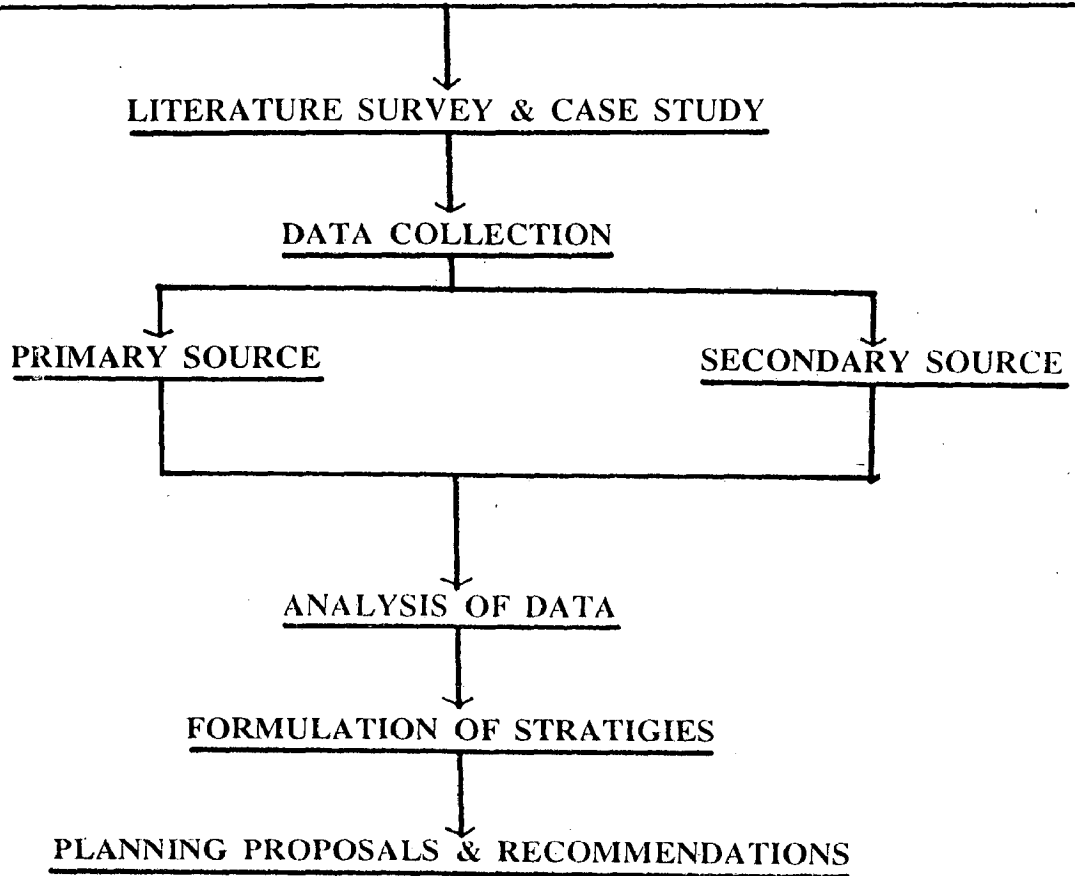 LITERATURE SURVEY & CASE STUDY
DATA COLLECTION
PRIMARY SOURCE
SECONDARY SOURCE
ANALYSIS OF DATA
FORMULATION OF STRATIGIES
PLANNING PROPOSALS & RECOMMENDATIONS